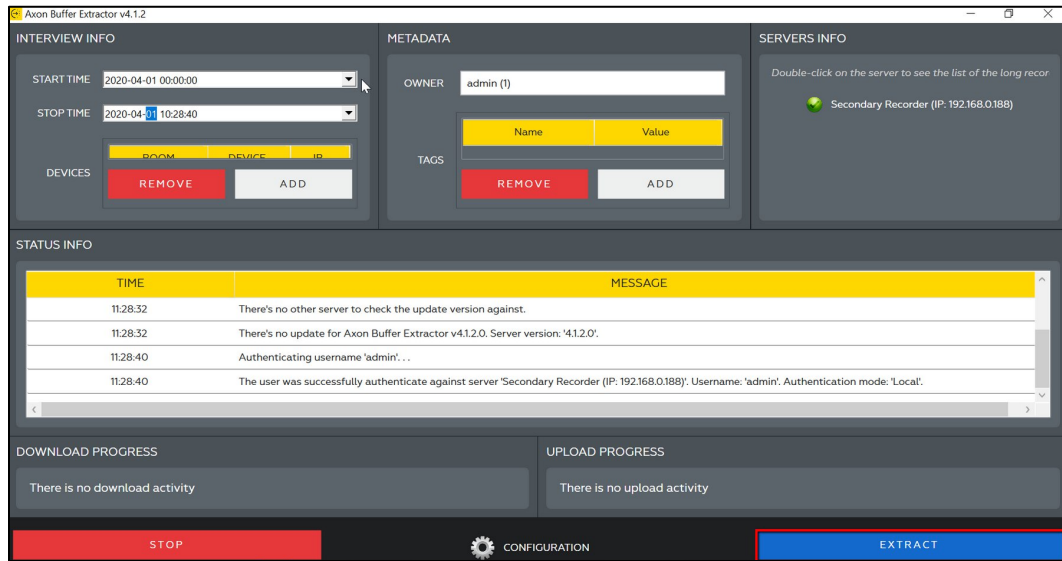 Axon Buffer Extractor v4.1.2
INTERVIEW INFO
START TIME 2020-04-01 00:00:00
STOP TIME 2020-04-01 10:28:40
DEVICES
ROOM DEVICE IP
REMOVE ADD
METADATA
OWNER admin (1)
TAGS
Name Value
REMOVE ADD
SERVERS INFO
Double-click on the server to see the list of the long recor
Secondary Recorder (IP: 192.168.0.188)
STATUS INFO
TIME MESSAGE
11:28:32 There's no other server to check the update version against.
11:28:32 There's no update for Axon Buffer Extractor v4.1.2.0. Server version: '4.1.2.0'.
11:28:40 Authenticating username 'admin'. . .
11:28:40 The user was successfully authenticate against server 'Secondary Recorder (IP: 192.168.0.188)'. Username: 'admin'. Authentication mode: 'Local'.
DOWNLOAD PROGRESS
There is no download activity
UPLOAD PROGRESS
There is no upload activity
STOP
CONFIGURATION
EXTRACT